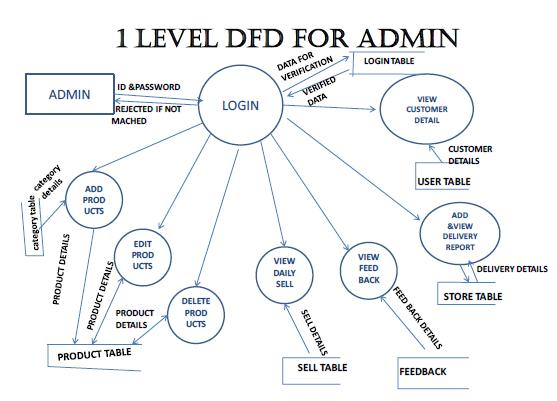 1 LEVEL DFD FOR ADMIN
ADMIN
ID &PASSWORD
REJECTED IF NOT
MACHED
LOGIN
DATA FOR
VERIFICATION
VERIFIED
DATA
LOGIN TABLE
VIEW
CUSTOMER
DETAIL
CUSTOMER
DETAILS
USER TABLE
category table
category
details
ADD
PROD
UCTS
EDIT
PROD
UCTS
DELETE
PROD
UCTS
PRODUCT DETAILS
PRODUCT DETAILS
PRODUCT
DETAILS
PRODUCT TABLE
VIEW
DAILY
SELL
SELL DETAILS
SELL TABLE
VIEW
FEED
BACK
FEED BACK DETAILS
FEEDBACK
ADD
&VIEW
DELIVERY
REPORT
DELIVERY DETAILS
STORE TABLE